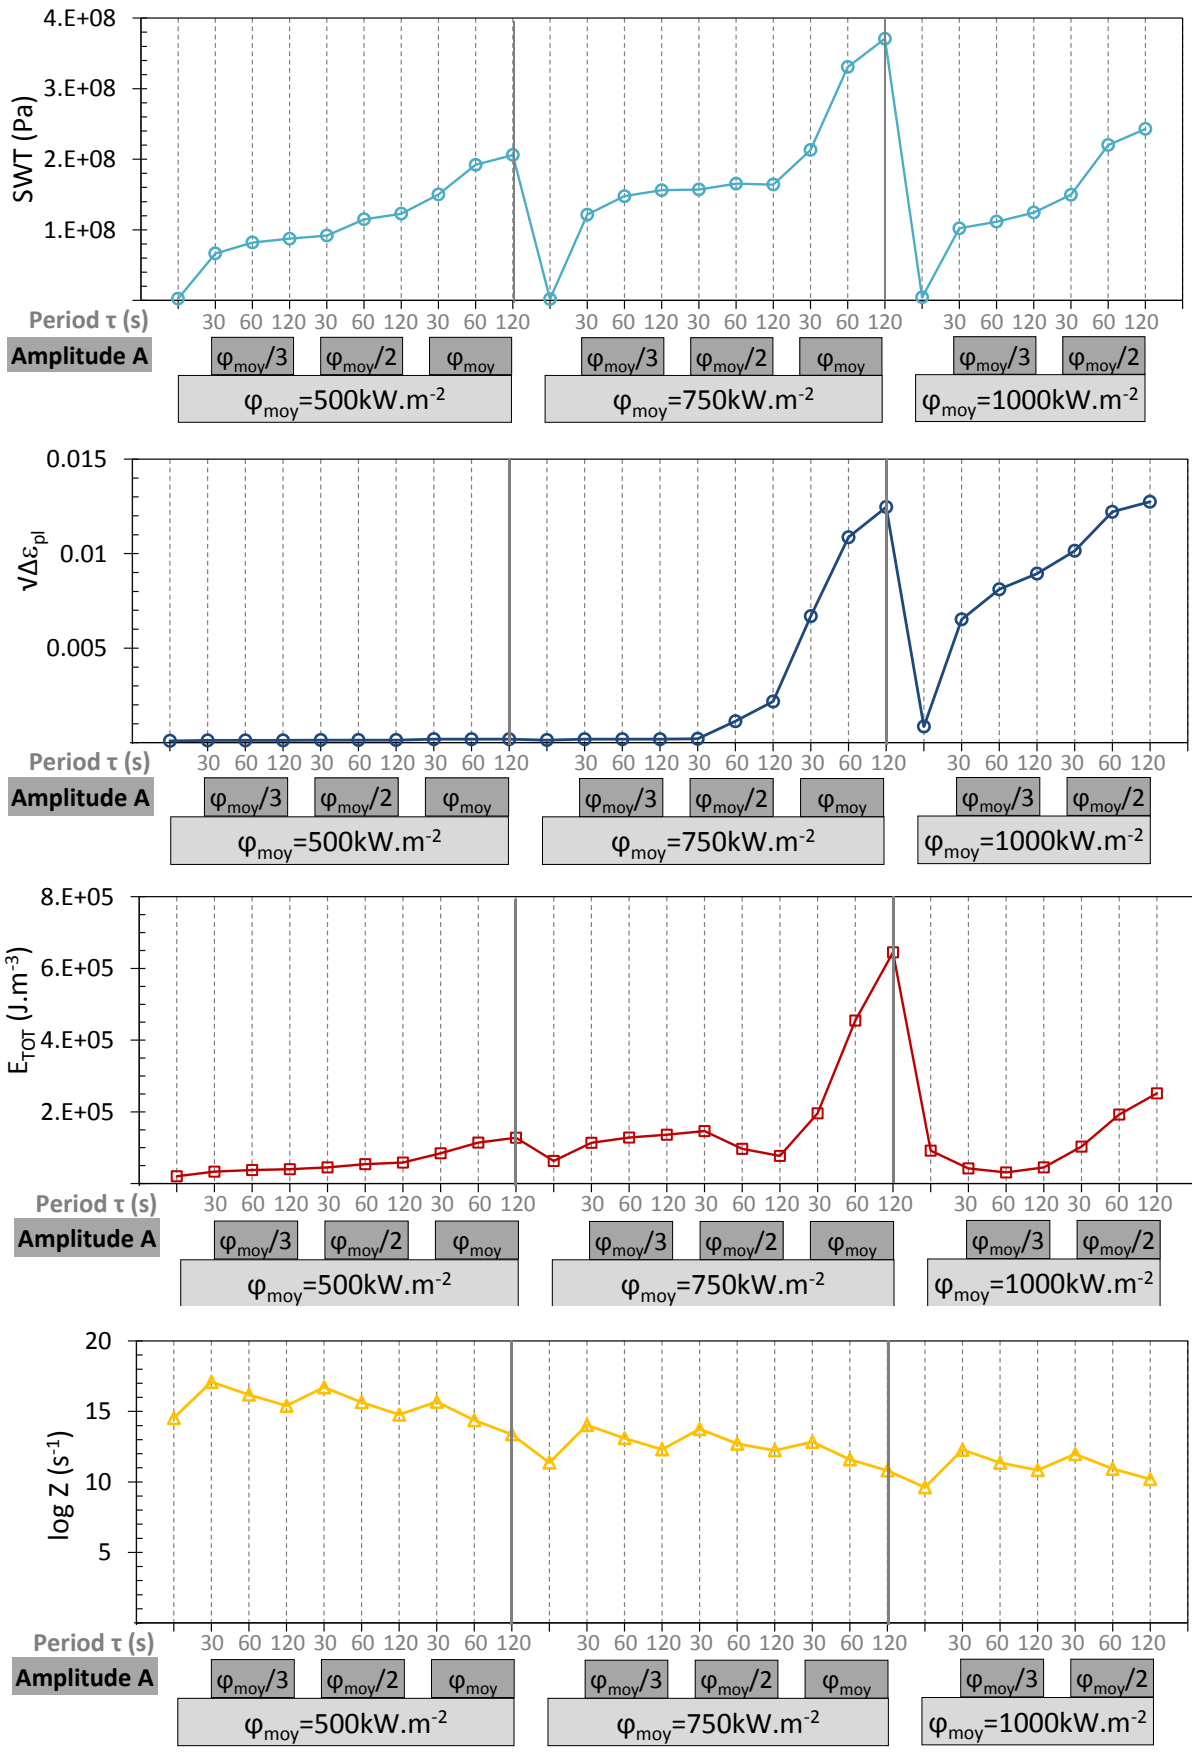 4.E+08
3.E+08
2.E+08
1.E+08
SWT (Pa)
Period τ (s) 30 60 120 30 60 120 30 60 120 30 60 120 30 60 120 30 60 120 30 60 120 30 60 120
Amplitude A φmoy/3 φmoy/2 φmoy φmoy/3 φmoy/2 φmoy φmoy/3 φmoy/2
φmoy=500kW.m-2 φmoy=750kW.m-2 φmoy=1000kW.m-2
0.015
0.01
0.005
√Δεpl
Period τ (s) 30 60 120 30 60 120 30 60 120 30 60 120 30 60 120 30 60 120 30 60 120 30 60 120
Amplitude A φmoy/3 φmoy/2 φmoy φmoy/3 φmoy/2 φmoy φmoy/3 φmoy/2
φmoy=500kW.m-2 φmoy=750kW.m-2 φmoy=1000kW.m-2
8.E+05
6.E+05
4.E+05
2.E+05
ETOT (J.m-3)
Period τ (s) 30 60 120 30 60 120 30 60 120 30 60 120 30 60 120 30 60 120 30 60 120 30 60 120
Amplitude A φmoy/3 φmoy/2 φmoy φmoy/3 φmoy/2 φmoy φmoy/3 φmoy/2
φmoy=500kW.m-2 φmoy=750kW.m-2 φmoy=1000kW.m-2
20
15
10
5
log Z (s-1)
Period τ (s) 30 60 120 30 60 120 30 60 120 30 60 120 30 60 120 30 60 120 30 60 120 30 60 120
Amplitude A φmoy/3 φmoy/2 φmoy φmoy/3 φmoy/2 φmoy φmoy/3 φmoy/2
φmoy=500kW.m-2 φmoy=750kW.m-2 φmoy=1000kW.m-2